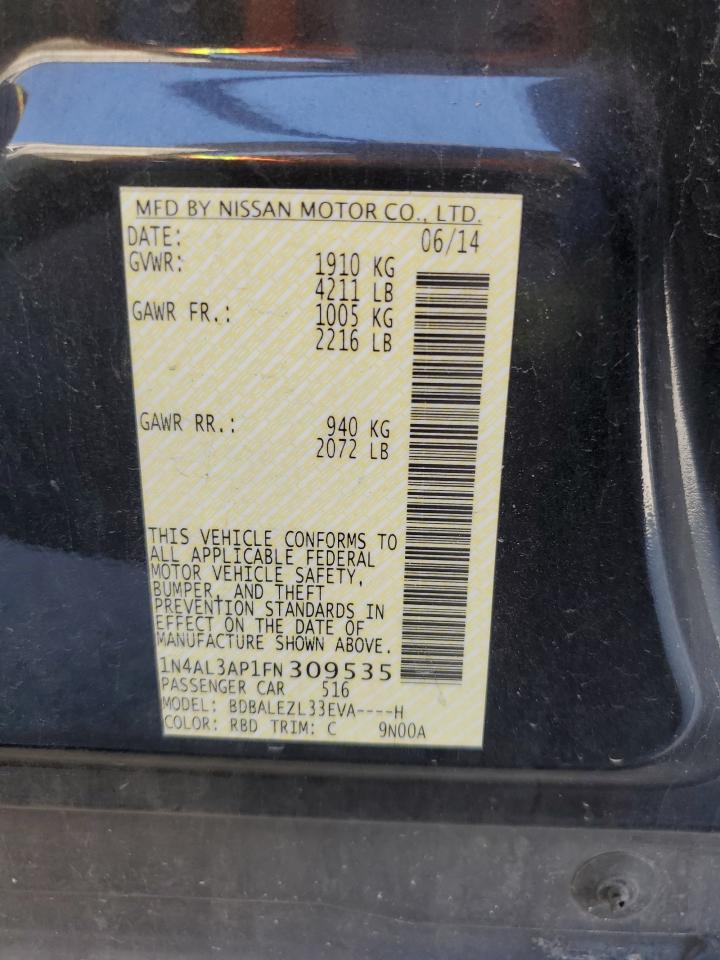 MFD BY NISSAN MOTOR CO., LTD.
DATE: 06/14
GVWR: 1910 KG
4211 LB
GAWR FR.: 1005 KG
2216 LB
GAWR RR.: 940 KG
2072 LB
THIS VEHICLE CONFORMS TO
ALL APPLICABLE FEDERAL
MOTOR VEHICLE SAFETY,
BUMPER, AND THEFT
PREVENTION STANDARDS IN
EFFECT ON THE DATE OF
MANUFACTURE SHOWN ABOVE.
1N4AL3AP1FN 309535
PASSENGER CAR 516
MODEL: BDBALEZL33EVA----H
COLOR: RBD TRIM: C 9N00A